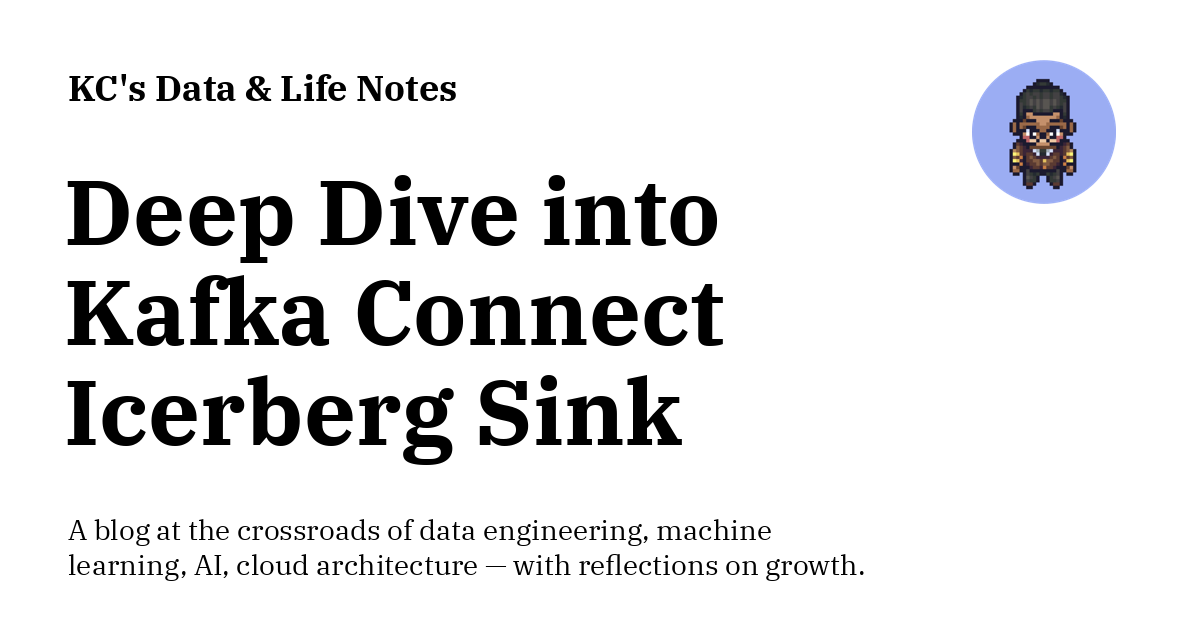 KC's Data & Life Notes
Deep Dive into
Kafka Connect
Icerberg Sink
A blog at the crossroads of data engineering, machine
learning, AI, cloud architecture — with reflections on growth.